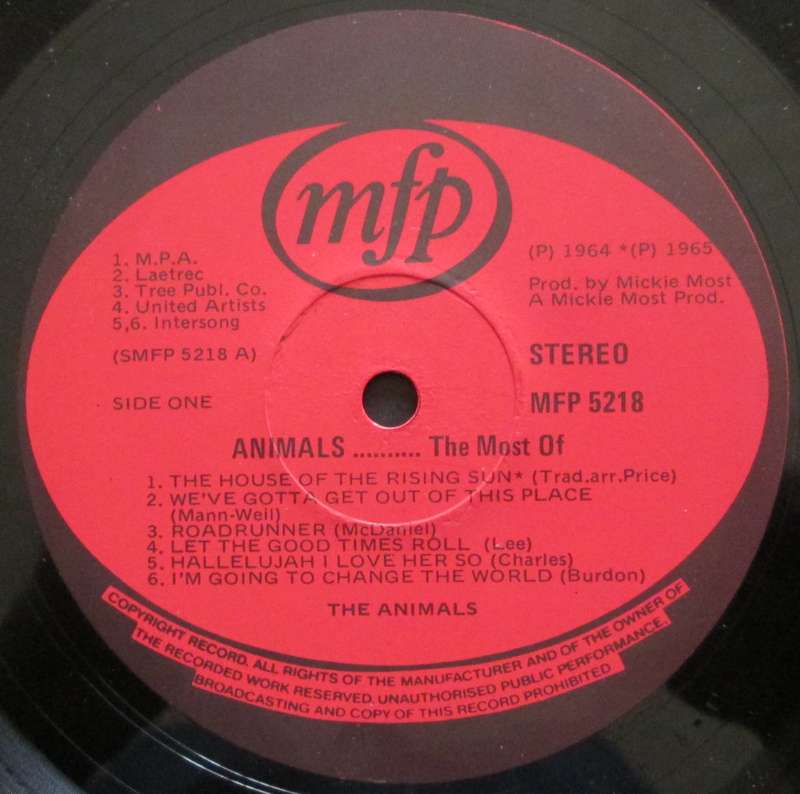 mfp
1. M.P.A.
2. Laetrec
3. Tree Publ. Co.
4. United Artists
5,6. Intersong
(SMFP 5218 A)
SIDE ONE
(P) 1964 *(P) 1965
Prod. by Mickie Most
A Mickie Most Prod.
STEREO
MFP 5218
ANIMALS .......... The Most Of
1. THE HOUSE OF THE RISING SUN* (Trad.arr.Price)
2. WE'VE GOTTA GET OUT OF THIS PLACE
(Mann-Weil)
3. ROADRUNNER (McDaniel)
4. LET THE GOOD TIMES ROLL (Lee)
5. HALLELUJAH I LOVE HER SO (Charles)
6. I'M GOING TO CHANGE THE WORLD (Burdon)
THE ANIMALS
COPYRIGHT RECORD. ALL RIGHTS OF THE MANUFACTURER AND OF THE OWNER OF
THE RECORDED WORK RESERVED. UNAUTHORISED PUBLIC PERFORMANCE,
BROADCASTING AND COPY OF THIS RECORD PROHIBITED